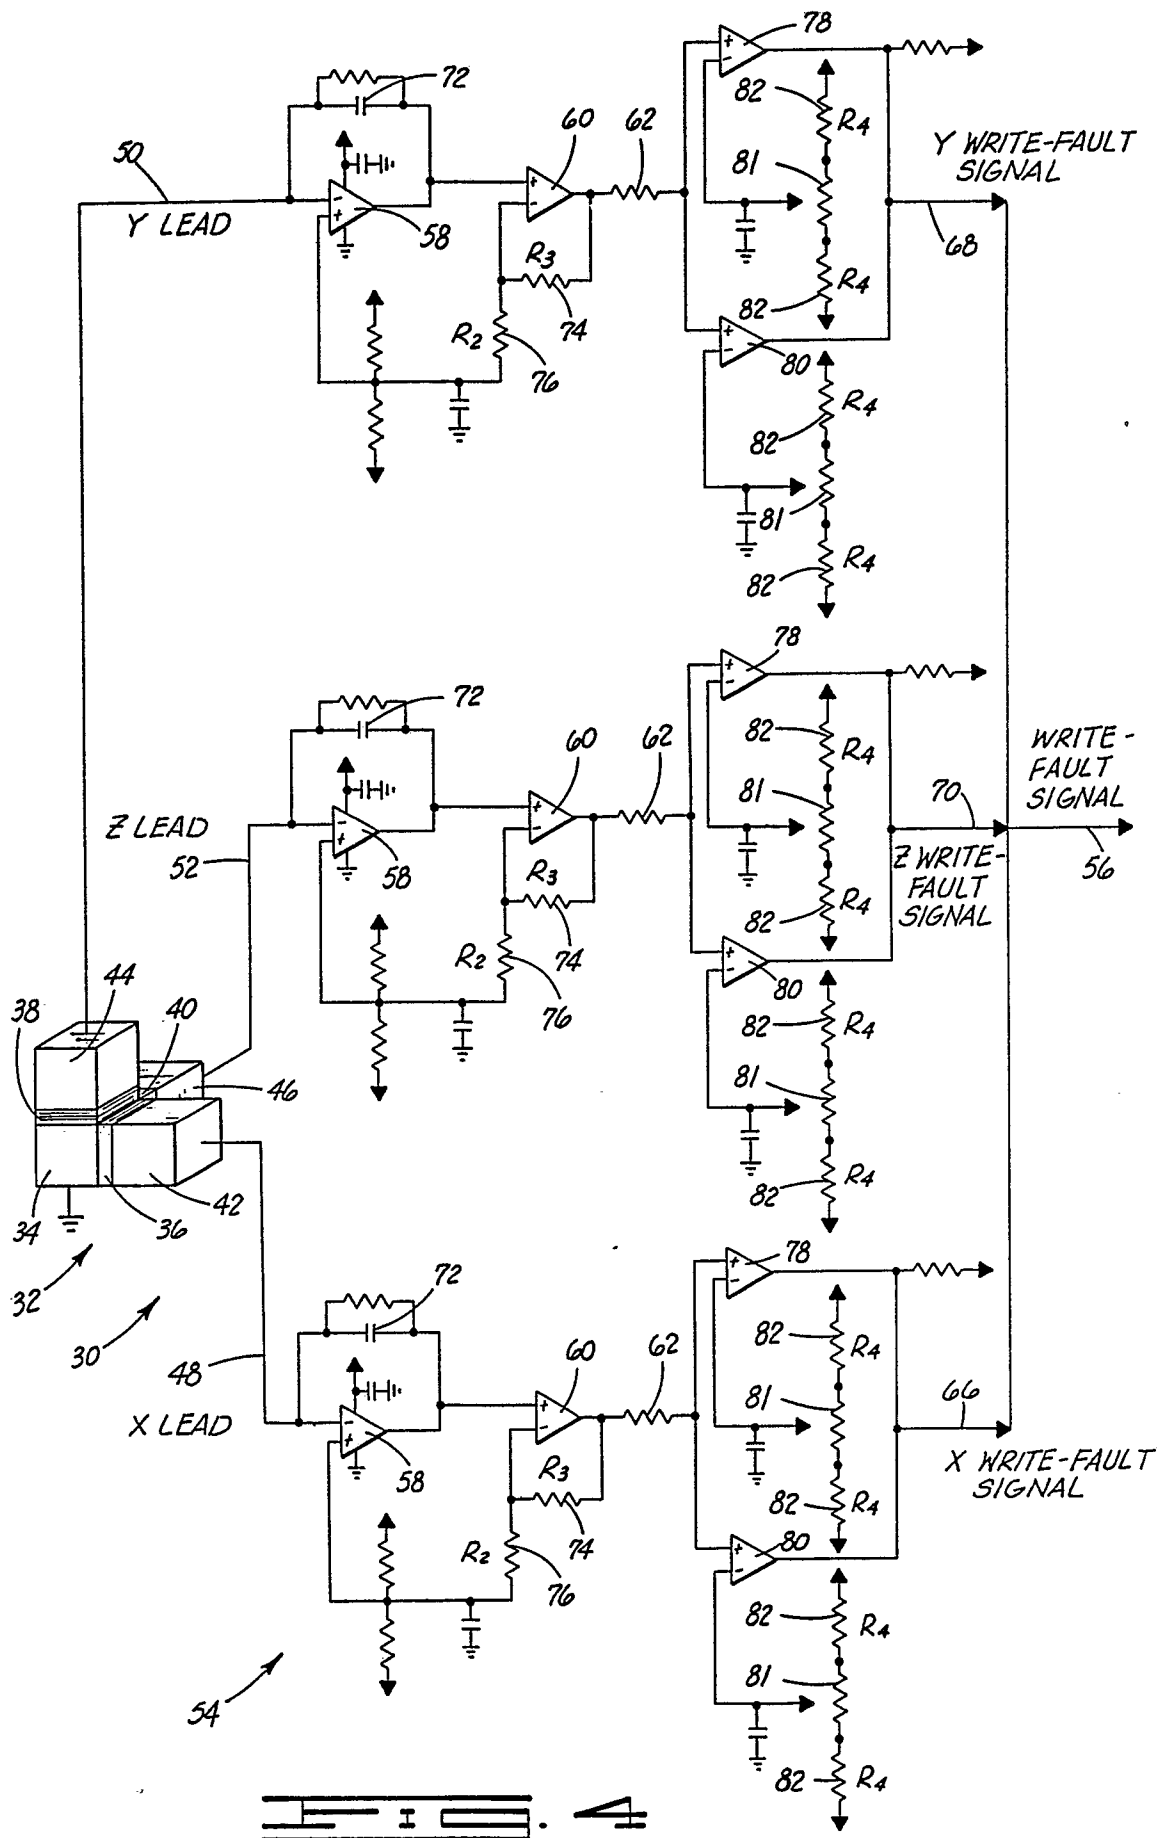 78
72
82
R4
60
62
50
81
Y WRITE-FAULT
SIGNAL
Y LEAD
58
68
R3
82
R4
R2
74
76
80
R4
82
81
82
R4
78
72
60
62
82
R4
WRITE-
FAULT
SIGNAL
Z LEAD
81
70
52
58
R3
Z WRITE-
FAULT
SIGNAL
56
82
R4
R2
74
76
80
44
38
40
82
R4
46
81
34
36
42
82
R4
32
30
78
72
60
62
82
R4
48
81
66
X LEAD
58
R3
X WRITE-FAULT
SIGNAL
82
R4
R2
74
76
80
82
R4
81
54
82
R4
FIG. 4